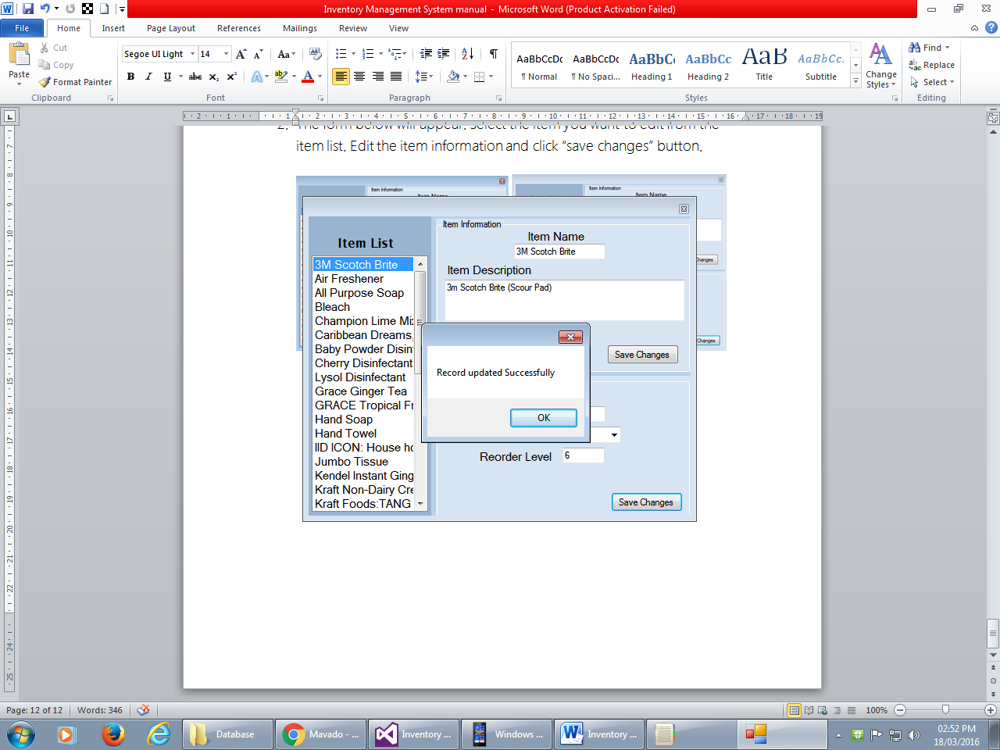 Inventory Management System manual - Microsoft Word (Product Activation Failed)
File Home Insert Page Layout References Mailings Review View
Paste
Cut
Copy
Format Painter
Clipboard
Segoe UI Light 14
Font
Paragraph
AaBbCcDc AaBbCcDc AaBbCc AaBbCc AaB AaBbCc.
¶ Normal ¶ No Spaci... Heading 1 Heading 2 Title Subtitle
Change Styles
Styles
Find
Replace
Select
Editing
2. The form below will appear. Select the item you want to edit from the
item list. Edit the item information and click “save changes” button.
Item Information
Item Name
Item Information
Item Name
Changes
Changes
Item List
3M Scotch Brite
Air Freshener
All Purpose Soap
Bleach
Champion Lime Mix
Caribbean Dreams,
Baby Powder Disin
Cherry Disinfectant
Lysol Disinfectant
Grace Ginger Tea
GRACE Tropical Fr
Hand Soap
Hand Towel
IID ICON: House ho
Jumbo Tissue
Kendel Instant Ging
Kraft Non-Dairy Cre
Kraft Foods:TANG
Item Information
Item Name
3M Scotch Brite
Item Description
3m Scotch Brite (Scour Pad)
Save Changes
Record updated Successfully
OK
Reorder Level 6
Save Changes
Page: 12 of 12 Words: 346 100%
Database Mavado - ... Inventory ... Windows ... Inventory ...
02:52 PM
18/03/2016